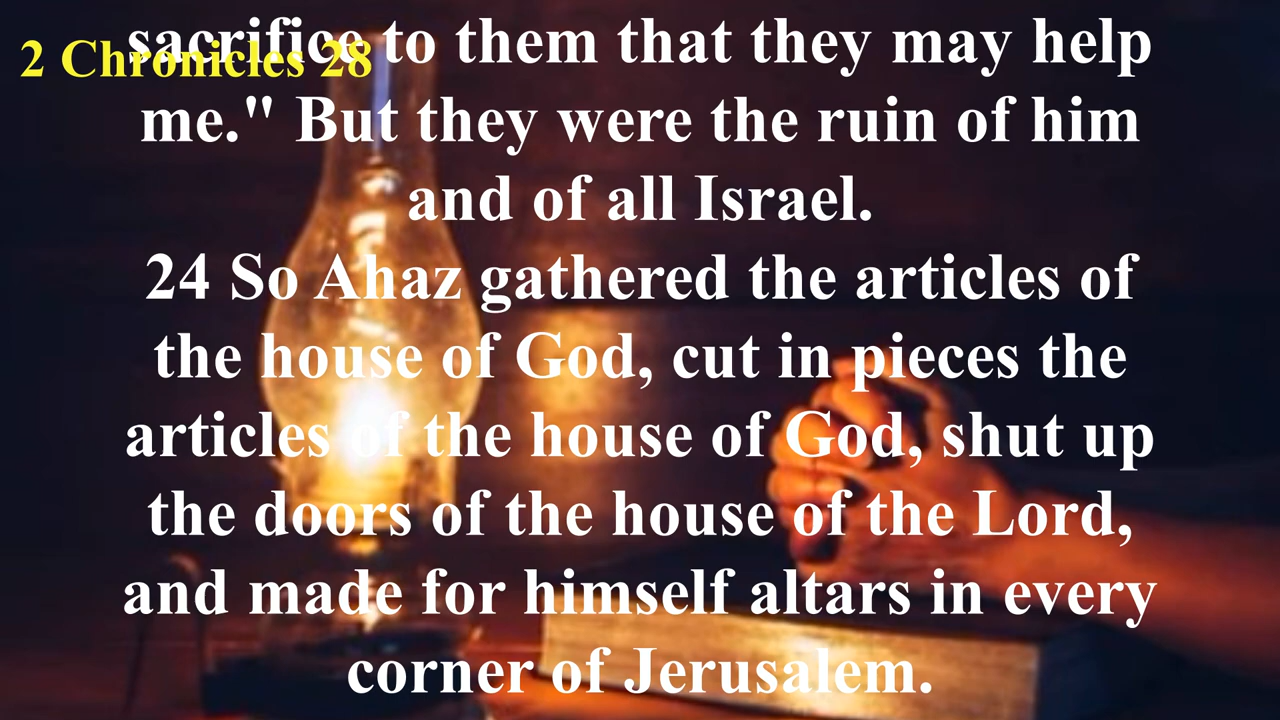 2 Chronicles 28
sacrifice to them that they may help
me." But they were the ruin of him
and of all Israel.
24 So Ahaz gathered the articles of
the house of God, cut in pieces the
articles of the house of God, shut up
the doors of the house of the Lord,
and made for himself altars in every
corner of Jerusalem.